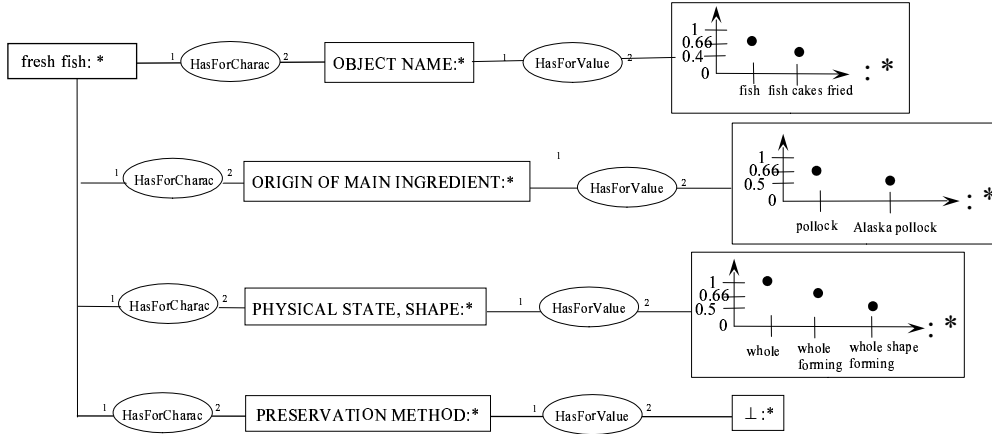 fresh fish: *
1 HasForCharac 2 OBJECT NAME:* 1 HasForValue 2
1
0.66
0.4
0
fish fish cakes fried
: *
1 HasForCharac 2 ORIGIN OF MAIN INGREDIENT:* 1 HasForValue 2
1
0.66
0.5
0
pollock Alaska pollock
: *
1 HasForCharac 2 PHYSICAL STATE, SHAPE:* 1 HasForValue 2
1
0.66
0.5
0
whole
whole
forming
whole shape
forming
: *
1 HasForCharac 2 PRESERVATION METHOD:* 1 HasForValue 2 ⊥:*